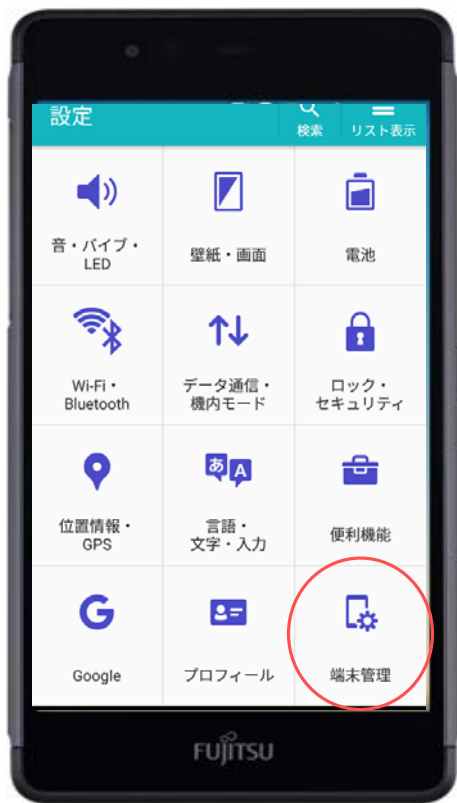 設定
検索
リスト表示
音・バイブ・
LED
壁紙・画面
電池
Wi-Fi・
Bluetooth
データ通信・
機内モード
ロック・
セキュリティ
位置情報・
GPS
あA
言語・
文字・入力
便利機能
G
Google
プロフィール
端末管理
FUJITSU